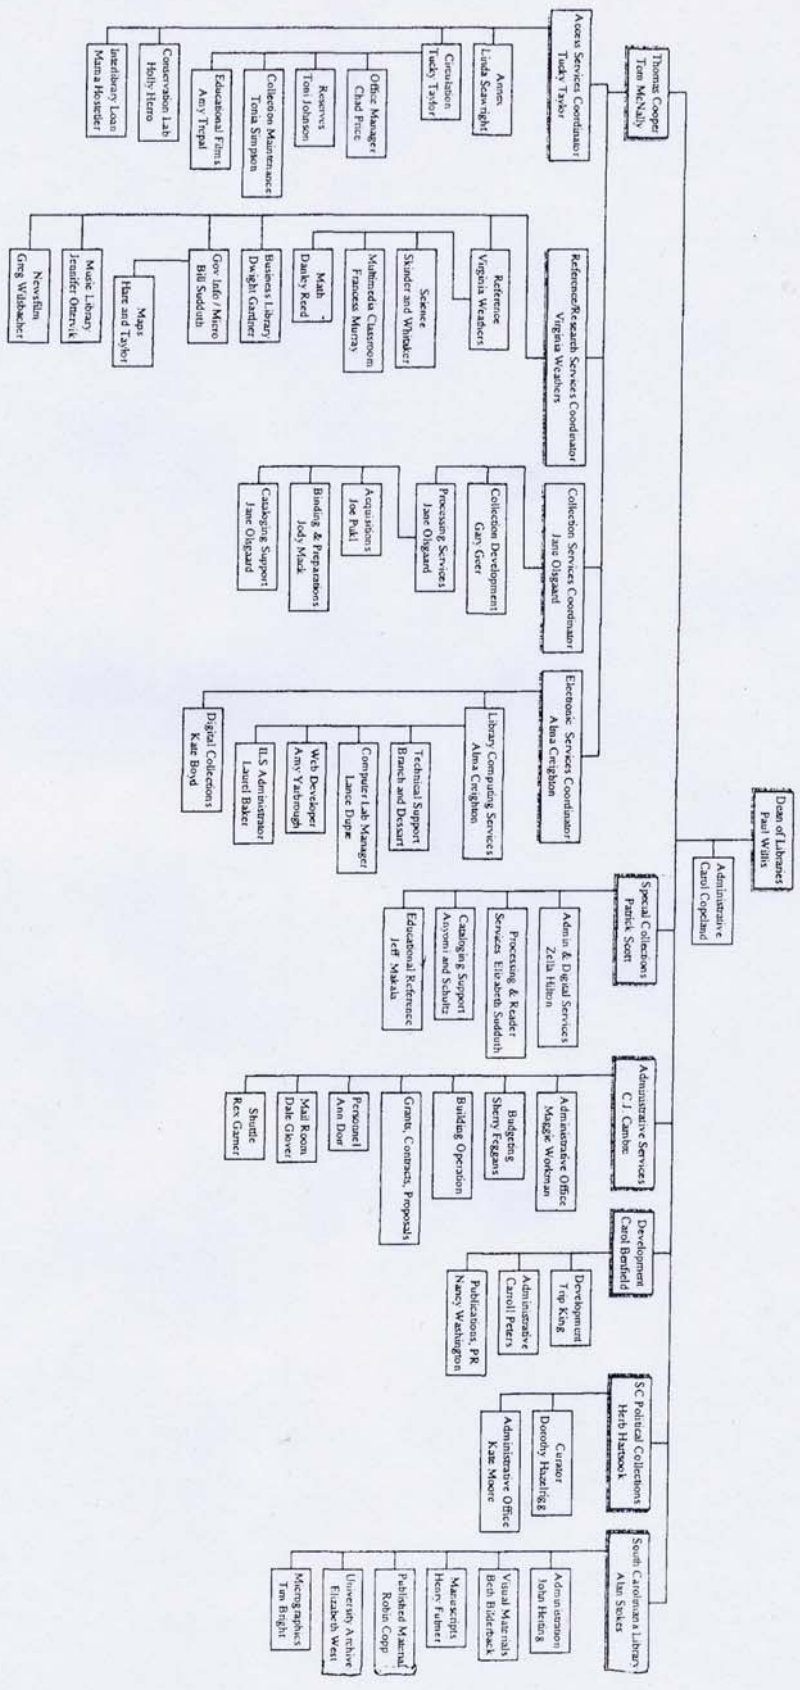 Dean of Libraries
Paul Willis
Administrative
Carol Copeland
Thomas Cooper
Tom McNally
Access Services Coordinator
Tucky Taylor
Annex
Linda Seawright
Circulation
Tucky Taylor
Office Manager
Chad Price
Reserves
Toni Johnson
Collection Maintenance
Tonia Simpson
Educational Films
Amy Trepal
Conservation Lab
Holly Herro
Interlibrary Loan
Marna Hostetler
Reference/Research Services Coordinator
Virginia Weathers
Reference
Virginia Weathers
Science
Skinder and Whitaker
Multimedia Classroom
Francess Murray
Math
Danley Reed
Business Library
Dwight Gardner
Gov Info / Micro
Bill Sudduth
Maps
Hare and Taylor
Music Library
Jennifer Ottervik
Newsfilm
Greg Wilsbacher
Collection Services Coordinator
Jane Olsgaard
Collection Development
Gary Geer
Processing Services
Jane Olsgaard
Acquisitions
Joe Pukl
Binding & Preparations
Jody Mack
Cataloging Support
Jane Olsgaard
Electronic Services Coordinator
Alma Creighton
Library Computing Services
Alma Creighton
Technical Support
Branch and Dessart
Computer Lab Manager
Lance Dupre
Web Developer
Amy Yarbrough
ILS Administrator
Laurel Baker
Digital Collections
Kate Boyd
Special Collections
Patrick Scott
Admin & Digital Services
Zella Hilton
Processing & Reader
Services Elizabeth Sudduth
Cataloging Support
Anyomi and Schultz
Educational Reference
Jeff Makala
Administrative Services
C.J. Cambre
Administrative Office
Maggie Workman
Budgeting
Sherry Feggans
Building Operation
Grants, Contracts, Proposals
Personnel
Ann Dorr
Mail Room
Dale Glover
Shuttle
Rex Garner
Development
Carol Benfield
Development
Trip King
Administrative
Carroll Peters
Publications, PR
Nancy Washington
SC Political Collections
Herb Hartsook
Curator
Dorothy Hazelrigg
Administrative Office
Kate Moore
South Caroliniana Library
Alan Stokes
Administration
John Heiting
Visual Materials
Beth Bilderback
Manuscripts
Henry Fulmer
Published Material
Robin Copp
University Archive
Elizabeth West
Micrographics
Tim Bright